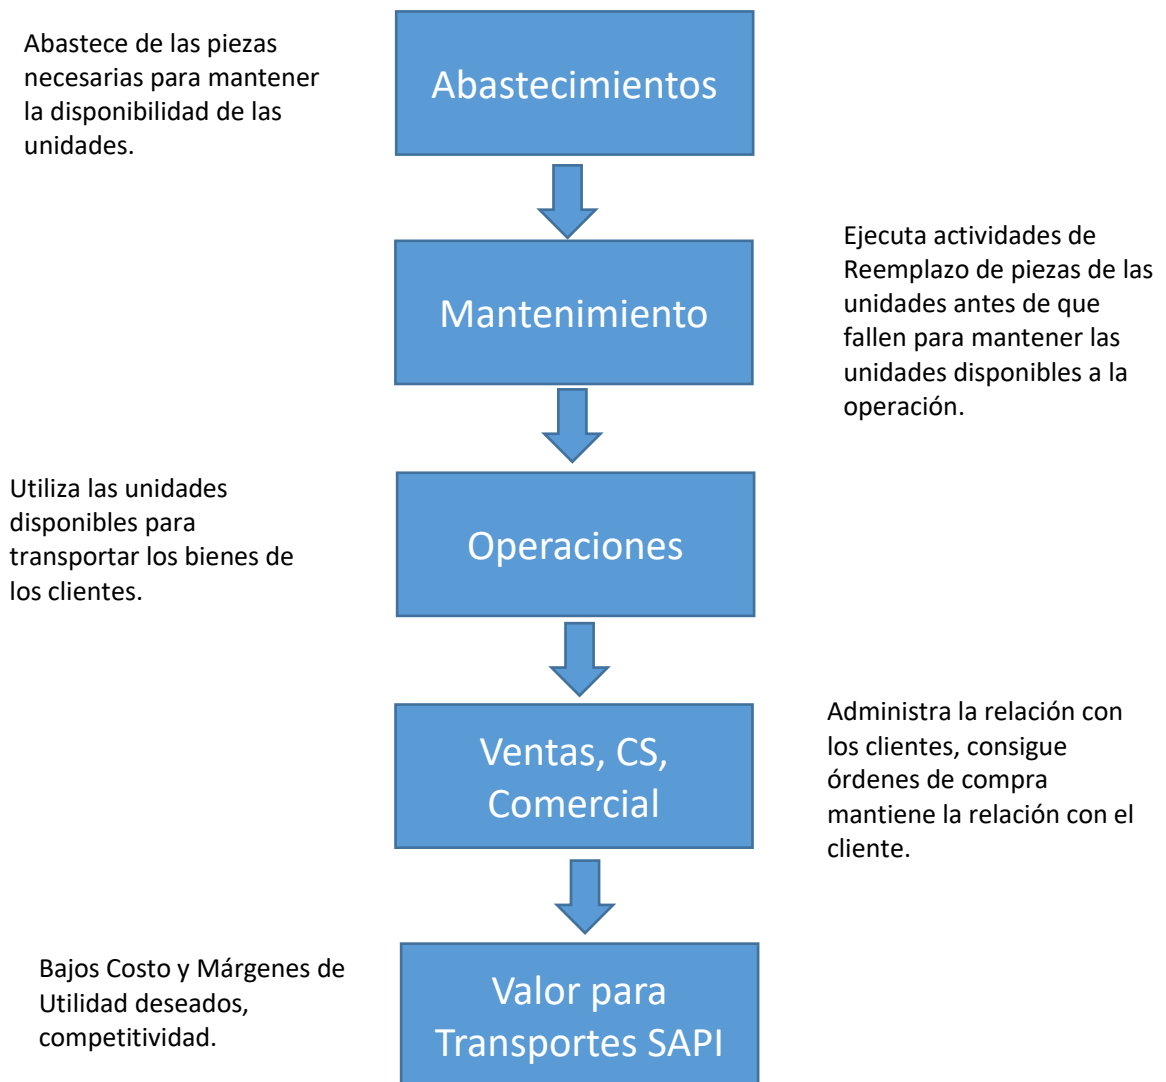 Abastece de las piezas
necesarias para mantener
la disponibilidad de las
unidades.
Abastecimientos
Mantenimiento
Ejecuta actividades de
Reemplazo de piezas de las
unidades antes de que
fallen para mantener las
unidades disponibles a la
operación.
Utiliza las unidades
disponibles para
transportar los bienes de
los clientes.
Operaciones
Ventas, CS,
Comercial
Administra la relación con
los clientes, consigue
órdenes de compra
mantiene la relación con el
cliente.
Bajos Costo y Márgenes de
Utilidad deseados,
competitividad.
Valor para
Transportes SAPI